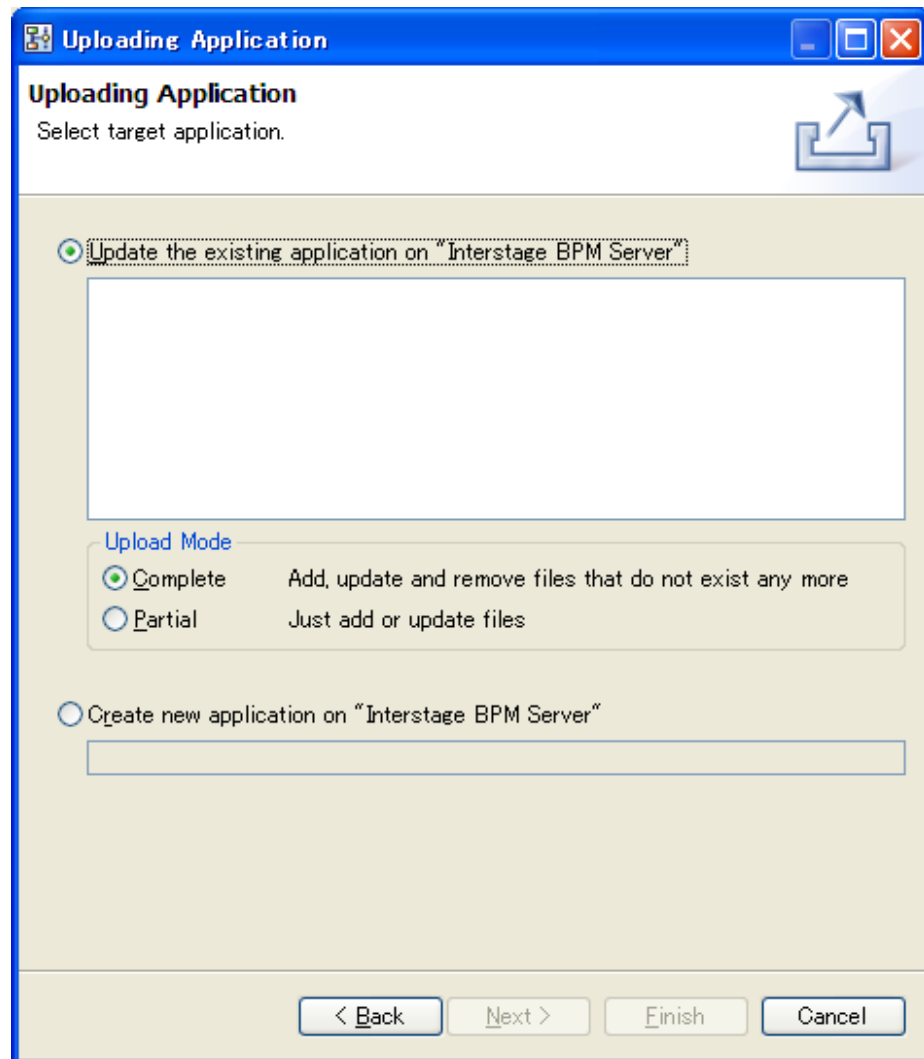 Uploading Application
Uploading Application
Select target application.
Update the existing application on "Interstage BPM Server"
Upload Mode
Complete Add, update and remove files that do not exist any more
Partial Just add or update files
Create new application on "Interstage BPM Server"
< Back Next > Finish Cancel